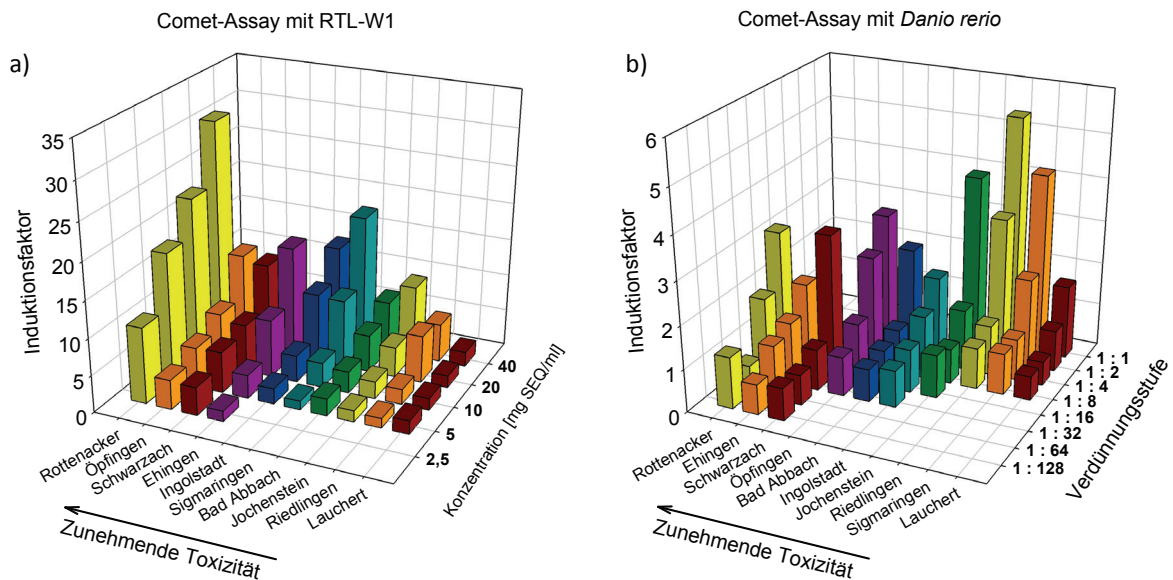 Comet-Assay mit RTL-W1
a)
35
30
25
20
15
10
5
0
Induktionsfaktor
Rottenacker
Öpfingen
Schwarzach
Ehingen
Ingolstadt
Sigmaringen
Bad Abbach
Jochenstein
Riedlingen
Lauchert
40
20
10
5
2,5
Konzentration [mg SEQ/ml]
Zunehmende Toxizität
Comet-Assay mit Danio rerio
b)
6
5
4
3
2
1
0
Induktionsfaktor
Rottenacker
Ehingen
Schwarzach
Öpfingen
Bad Abbach
Ingolstadt
Jochenstein
Riedlingen
Sigmaringen
Lauchert
1 : 1
1 : 2
1 : 4
1 : 8
1 : 16
1 : 32
1 : 64
1 : 128
Verdünnungsstufe
Zunehmende Toxizität